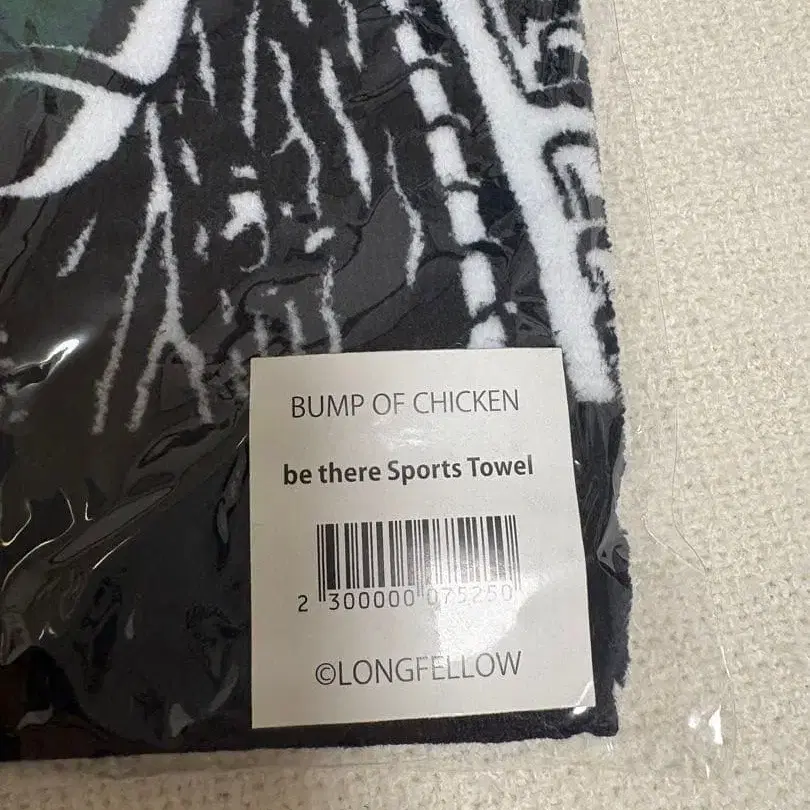 BUMP OF CHICKEN
be there Sports Towel
2 300000 075250
©LONGFELLOW